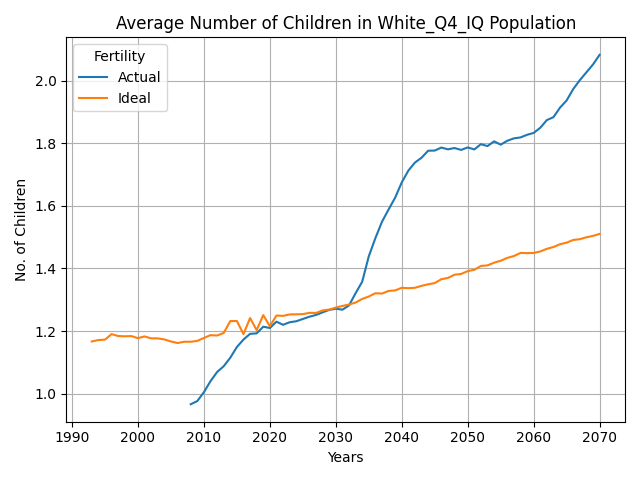 Average Number of Children in White_Q4_IQ Population
Fertility
Actual
Ideal
2.0
1.8
1.6
1.4
1.2
1.0
No. of Children
1990 2000 2010 2020 2030 2040 2050 2060 2070
Years